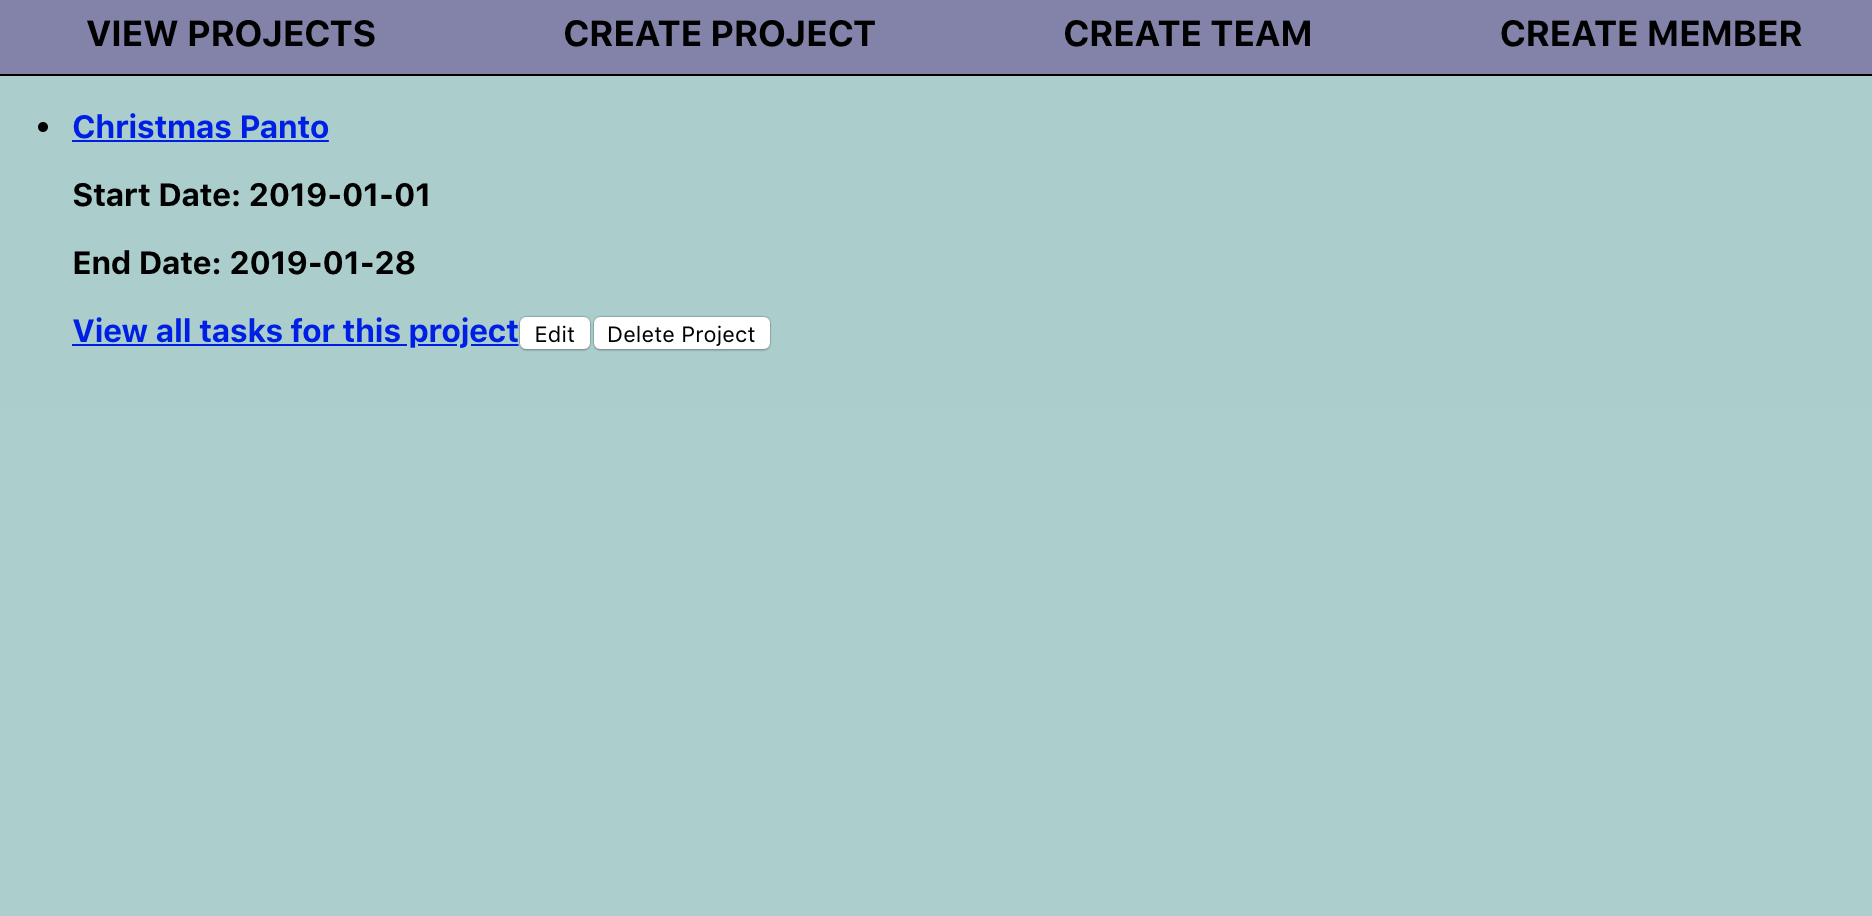 VIEW PROJECTS CREATE PROJECT CREATE TEAM CREATE MEMBER
Christmas Panto
Start Date: 2019-01-01
End Date: 2019-01-28
View all tasks for this project Edit Delete Project